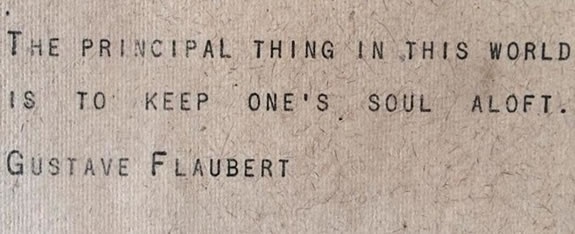 THE PRINCIPAL THING IN THIS WORLD
IS TO KEEP ONE'S SOUL ALOFT.
GUSTAVE FLAUBERT